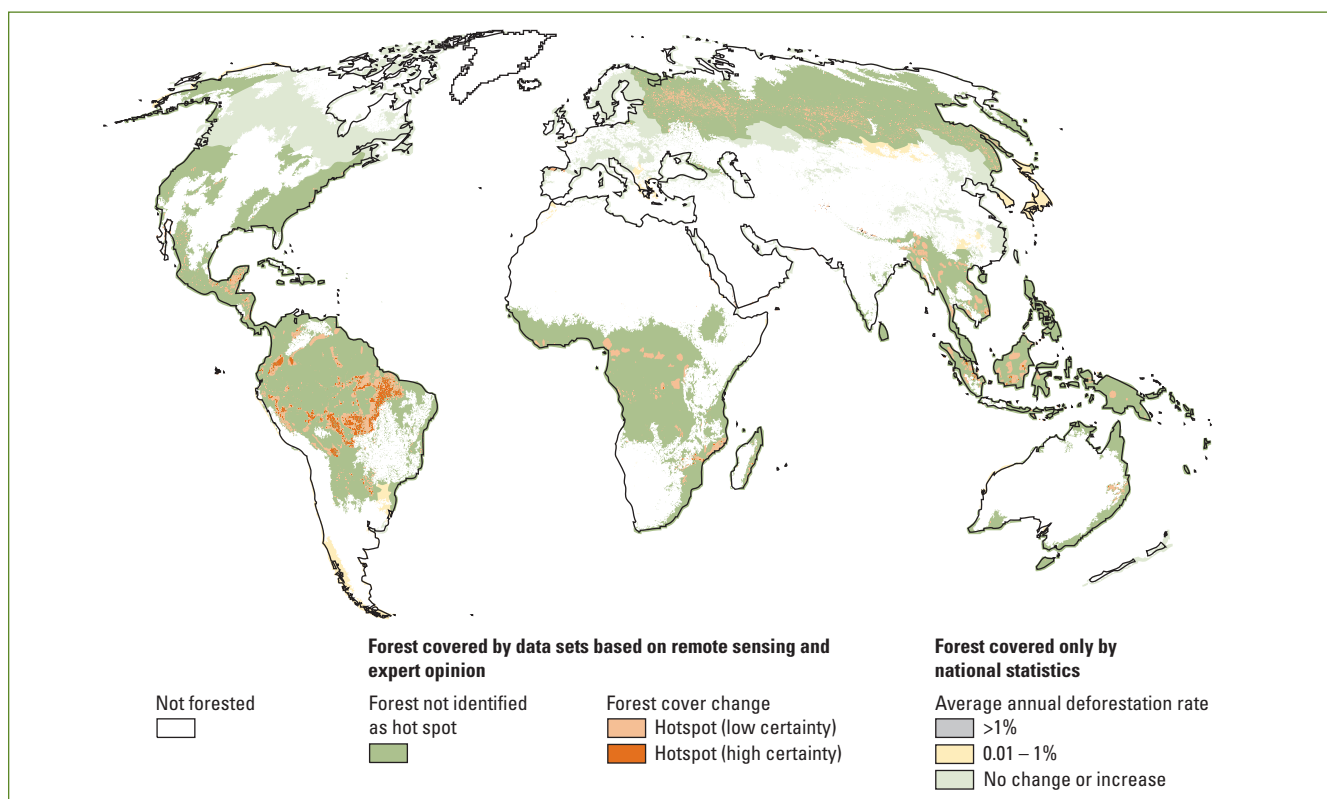 Forest covered by data sets based on remote sensing and
expert opinion
Forest covered only by
national statistics
Not forested
Forest not identified
as hot spot
Forest cover change
Hotspot (low certainty)
Hotspot (high certainty)
Average annual deforestation rate
>1%
0.01 – 1%
No change or increase